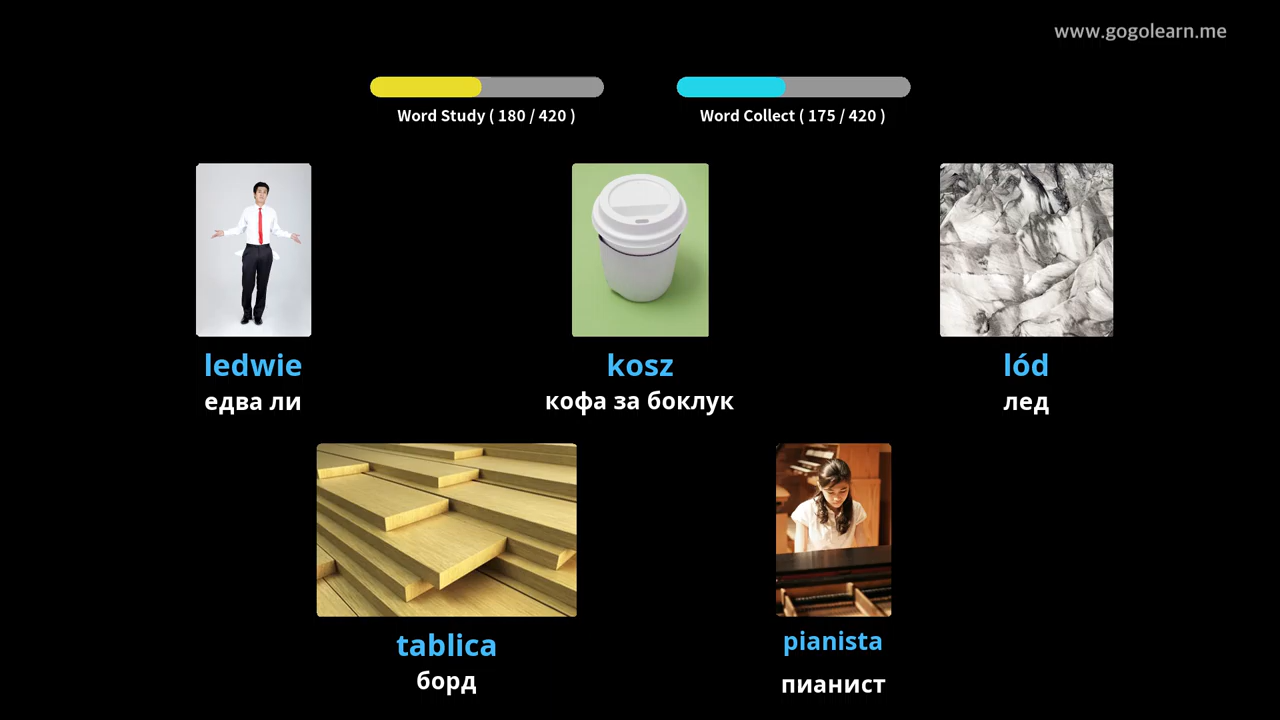 www.gogolearn.me
Word Study ( 180 / 420 )
Word Collect ( 175 / 420 )
ledwie
едва ли
kosz
кофа за боклук
lód
лед
tablica
борд
pianista
пианист